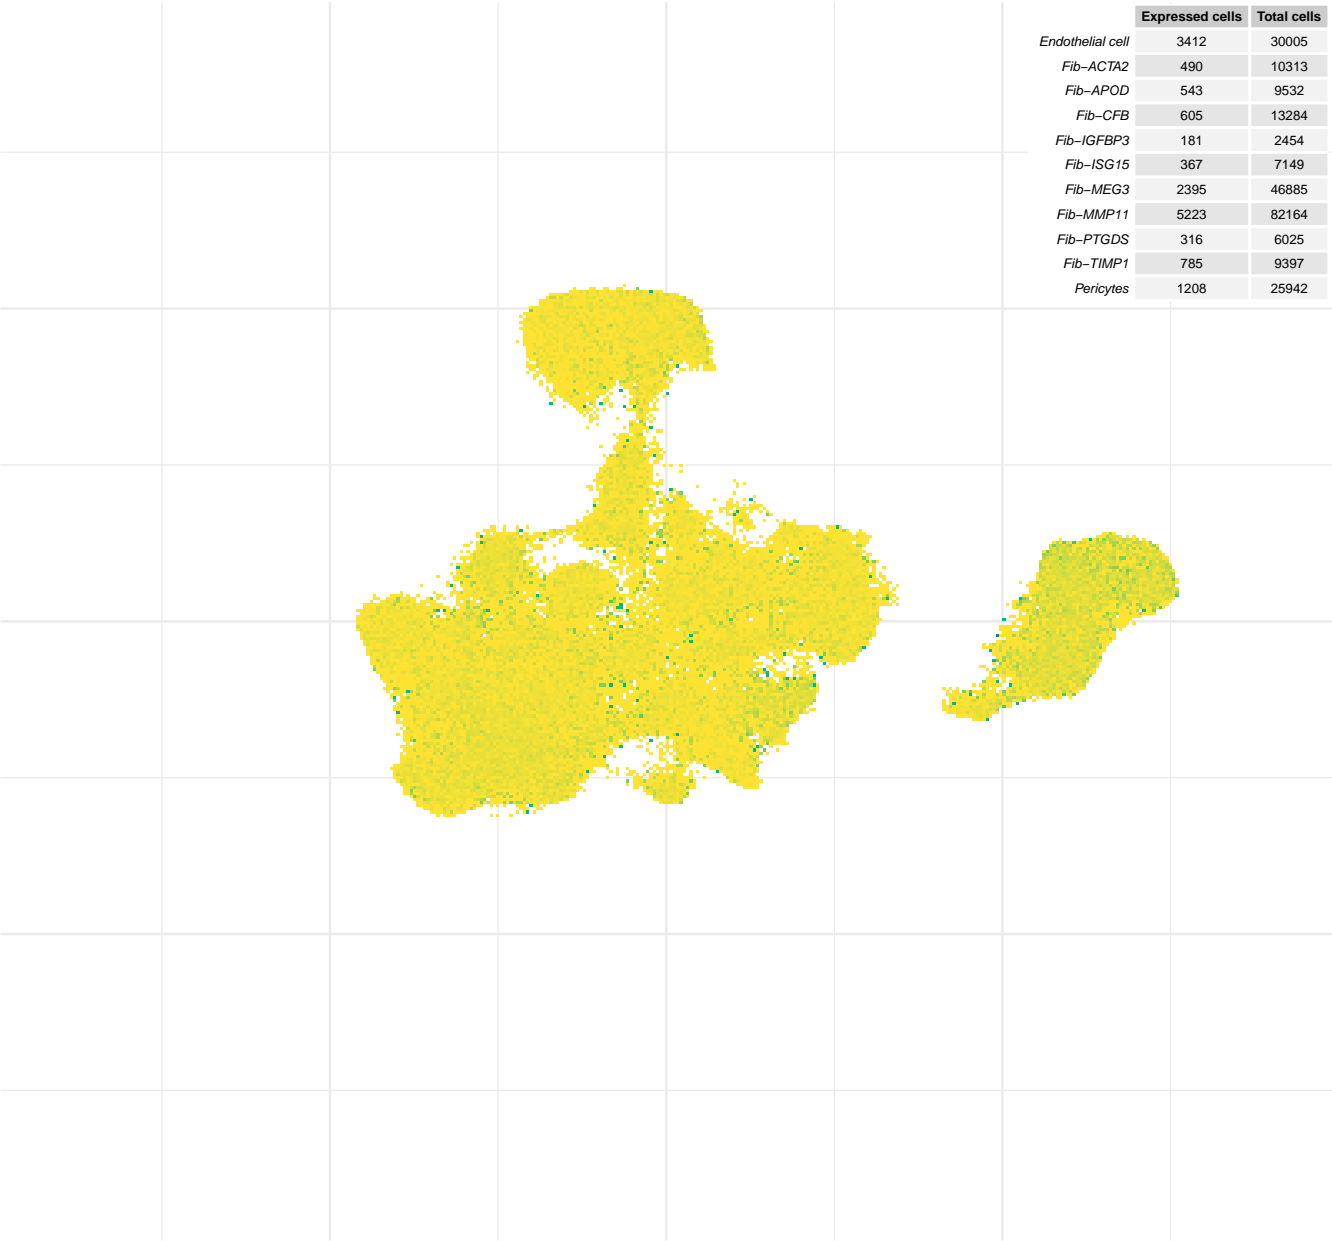 Expressed cells Total cells
Endothelial cell 3412 30005
Fib−ACTA2 490 10313
Fib−APOD 543 9532
Fib−CFB 605 13284
Fib−IGFBP3 181 2454
Fib−ISG15 367 7149
Fib−MEG3 2395 46885
Fib−MMP11 5223 82164
Fib−PTGDS 316 6025
Fib−TIMP1 785 9397
Pericytes 1208 25942